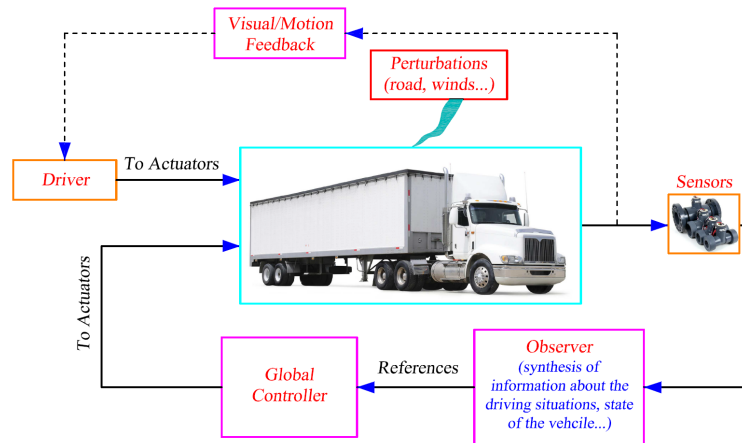 Visual/Motion
Feedback
Perturbations
(road, winds...)
To Actuators
Driver
Sensors
To Actuators
Global
Controller
References
Observer
(synthesis of
information about the
driving situations, state
of the vehcile...)